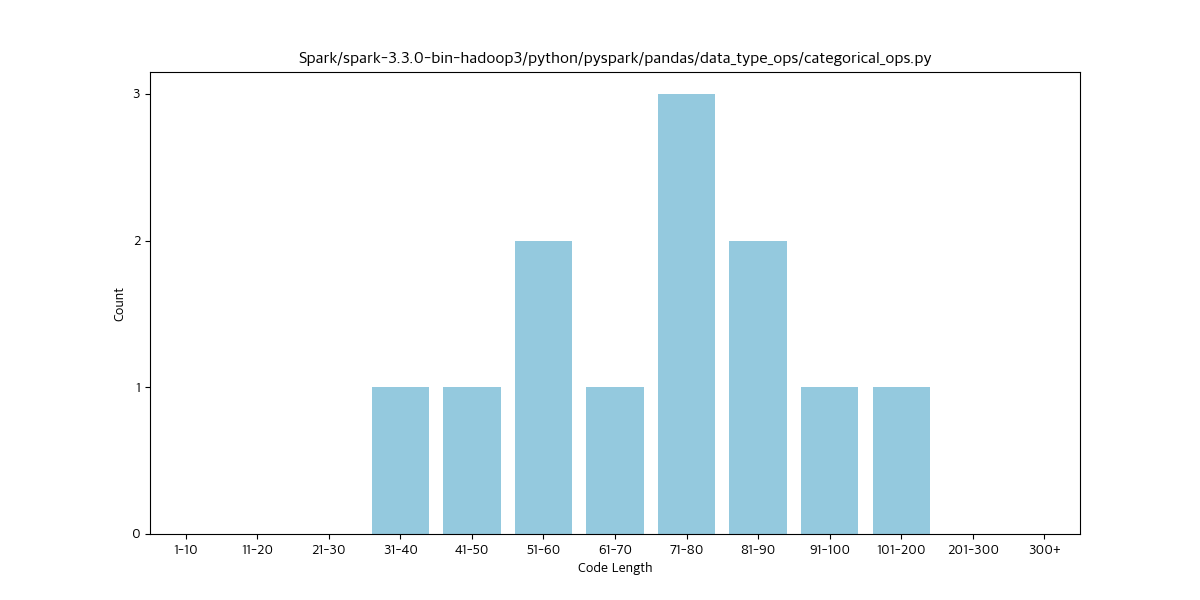 Spark/spark-3.3.0-bin-hadoop3/python/pyspark/pandas/data_type_ops/categorical_ops.py
3
2
1
0
Count
1-10 11-20 21-30 31-40 41-50 51-60 61-70 71-80 81-90 91-100 101-200 201-300 300+
Code Length